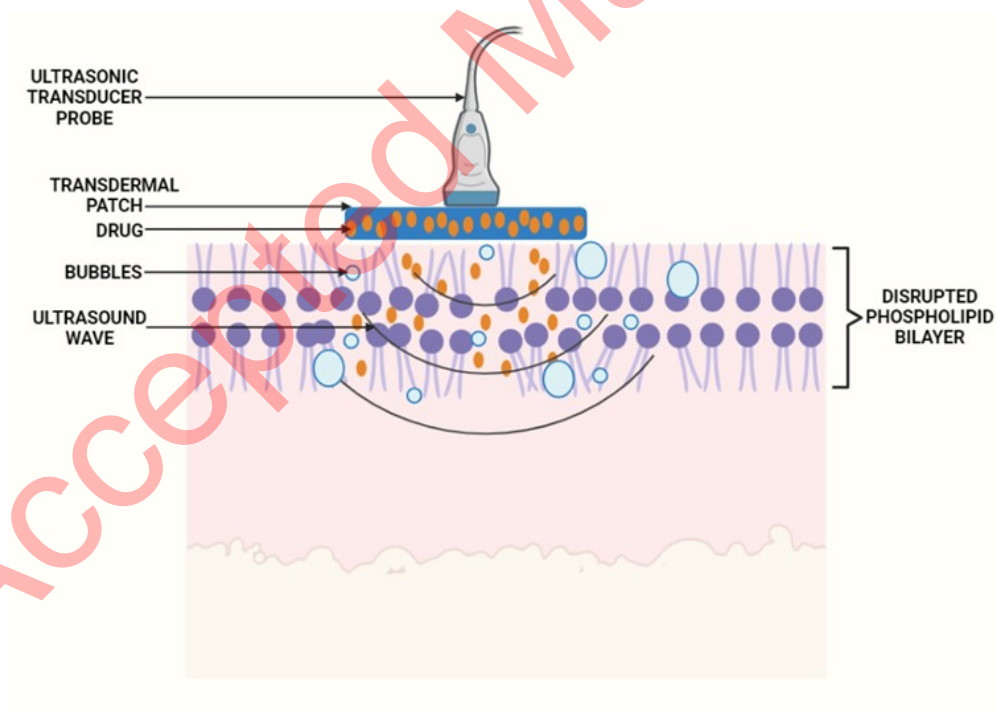 ULTRASONIC
TRANSDUCER
PROBE
TRANSDERMAL
PATCH
DRUG
BUBBLES
ULTRASOUND
WAVE
DISRUPTED
PHOSPHOLIPID
BILAYER
Accepted